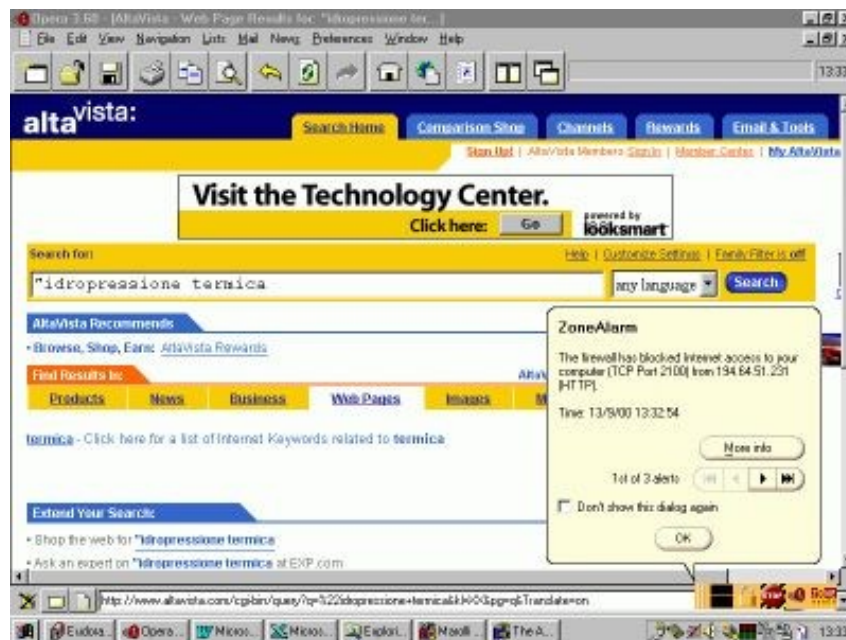 Opera 3.60 - [AltaVista - Web Page Results for: "idropressione ter...]
File Edit View Navigation Lists Mail News Preferences Window Help
13:33
altavista:
Search Home Comparison Shop Channels Rewards Email & Tools
Sign Up! | AltaVista Members Sign In | Member Center | My AltaVista
Visit the Technology Center.
Click here: Go
powered by
looksmart
Search for:
Help | Customize Settings | Family Filter is off
"idropressione termica
any language
Search
AltaVista Recommends
• Browse, Shop, Earn: AltaVista Rewards
Find Results In:
Products News Business Web Pages Images
termica - Click here for a list of Internet Keywords related to termica
Extend Your Search:
• Shop the web for "idropressione termica
• Ask an expert on "idropressione termica at EXP.com
ZoneAlarm
The firewall has blocked Internet access to your
computer (TCP Port 2100) from 194.64.51.231
[HTTP].
Time: 13/9/00 13:32:54
More info
1st of 3 alerts
Don't show this dialog again
OK
Eudora... Opera... Micros... Micros... Explori... The A...
13:33